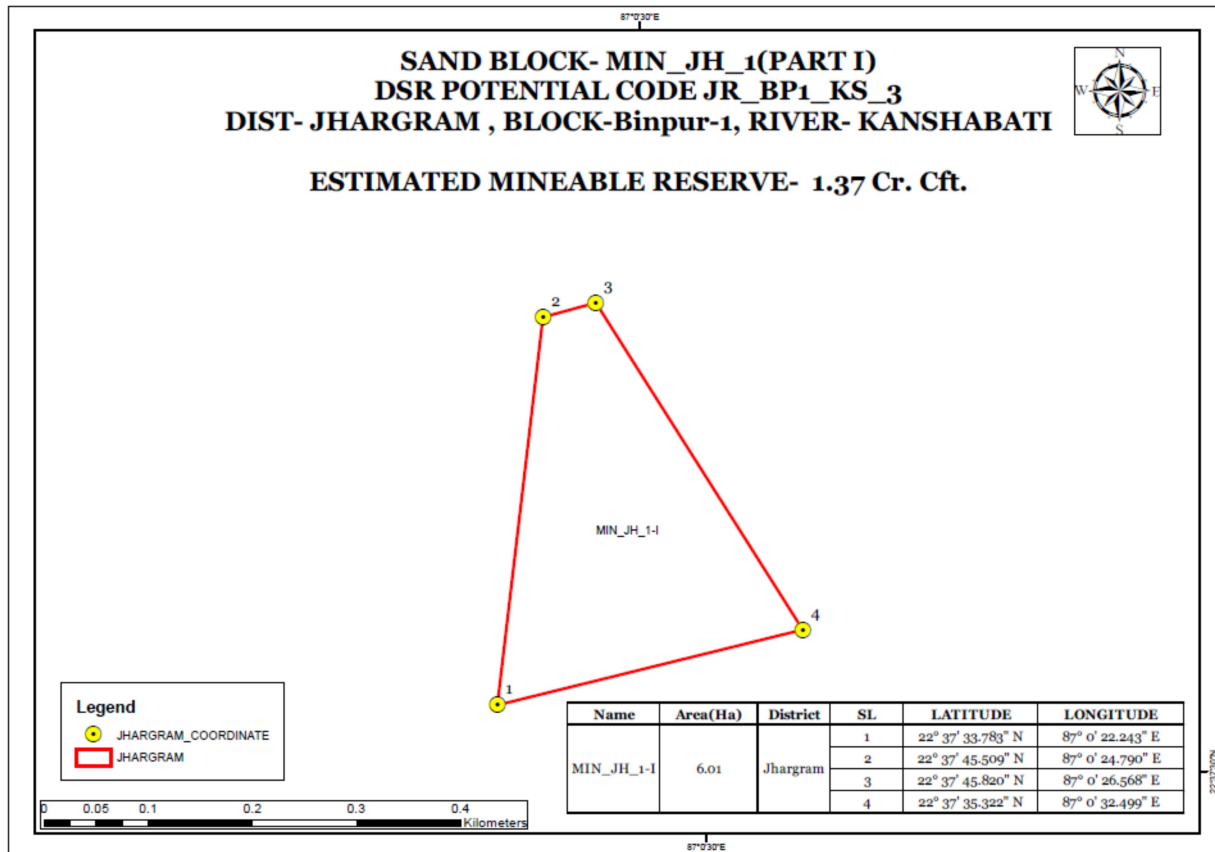 87°0'30"E
SAND BLOCK- MIN_JH_1(PART I)
DSR POTENTIAL CODE JR_BP1_KS_3
DIST- JHARGRAM , BLOCK-Binpur-1, RIVER- KANSHABATI
ESTIMATED MINEABLE RESERVE- 1.37 Cr. Cft.
N
W E
S
2
3
MIN_JH_1-I
4
1
Legend
JHARGRAM_COORDINATE
JHARGRAM
0 0.05 0.1 0.2 0.3 0.4
Kilometers
Name Area(Ha) District SL LATITUDE LONGITUDE
MIN_JH_1-I 6.01 Jhargram
1 22° 37' 33.783" N 87° 0' 22.243" E
2 22° 37' 45.509" N 87° 0' 24.790" E
3 22° 37' 45.820" N 87° 0' 26.568" E
4 22° 37' 35.322" N 87° 0' 32.499" E
22°37'30"N
87°0'30"E